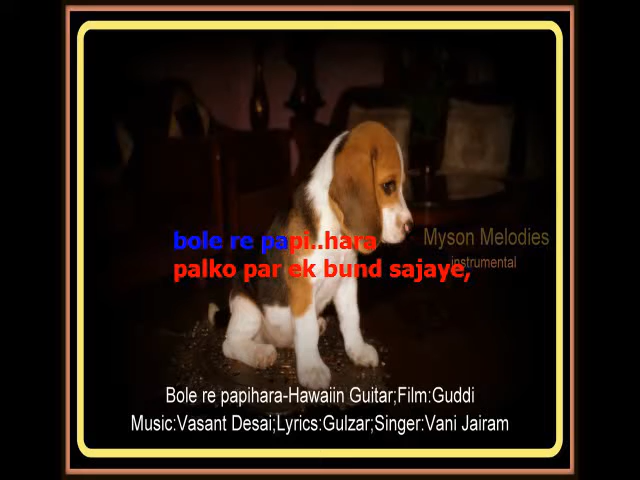 bole re papi..hara
palko par ek bund sajaye,
Myson Melodies
instrumental
Bole re papihara-Hawaiin Guitar;Film:Guddi
Music:Vasant Desai;Lyrics:Gulzar;Singer:Vani Jairam